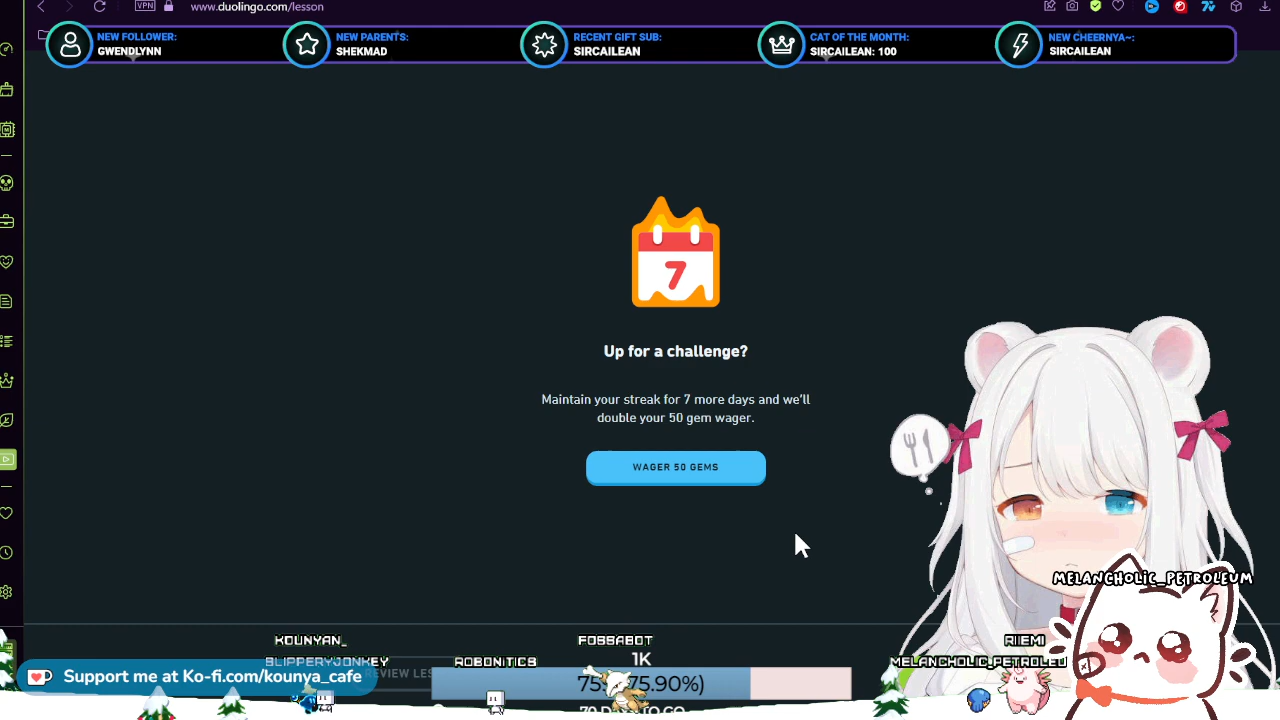 VPN
www.duolingo.com/lesson
NEW FOLLOWER:
GWENDLYNN
NEW PARENT'S:
SHEKMAD
RECENT GIFT SUB:
SIRCAILEAN
CAT OF THE MONTH:
SIRCAILEAN: 100
NEW CHEERNYA~:
SIRCAILEAN
7
Up for a challenge?
Maintain your streak for 7 more days and we'll
double your 50 gem wager.
WAGER 50 GEMS
MELANCHOLIC_PETROLEUM
KOUNYAN_
FOSSABOT
RIEMI
SLIPPERYJONKEY
ROBONITICS
1K
Support me at Ko-fi.com/kounya_cafe